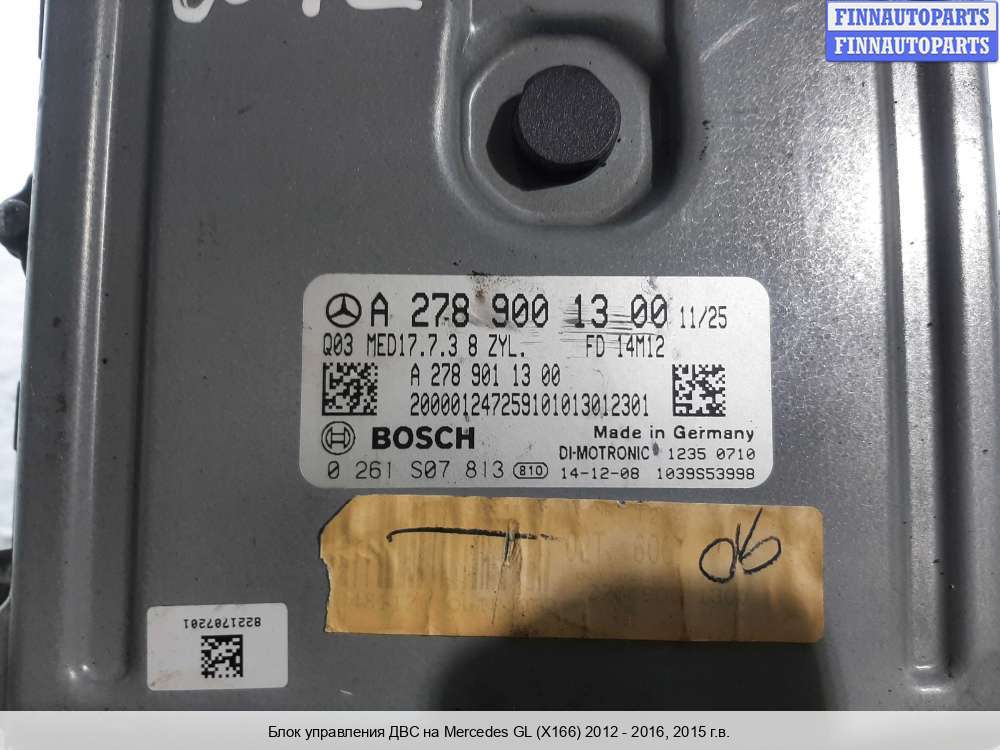 FINNAUTOPARTS
FINNAUTOPARTS
A 278 900 13 00 11/25
Q03 MED17.7.3 8 ZYL. FD 14M12
A 278 901 13 00
200001247259101013012301
BOSCH Made in Germany
DI-MOTRONIC 1235 0710
0 261 S07 813 810 14-12-08 1039S53998
06
8221707201
Блок управления ДВС на Mercedes GL (X166) 2012 - 2016, 2015 г.в.